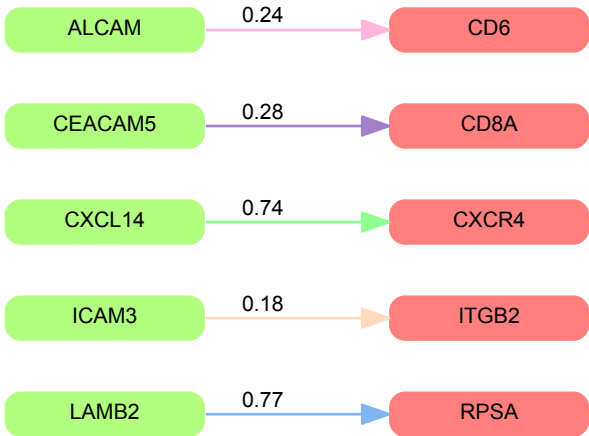 ALCAM 0.24 CD6
CEACAM5 0.28 CD8A
CXCL14 0.74 CXCR4
ICAM3 0.18 ITGB2
LAMB2 0.77 RPSA